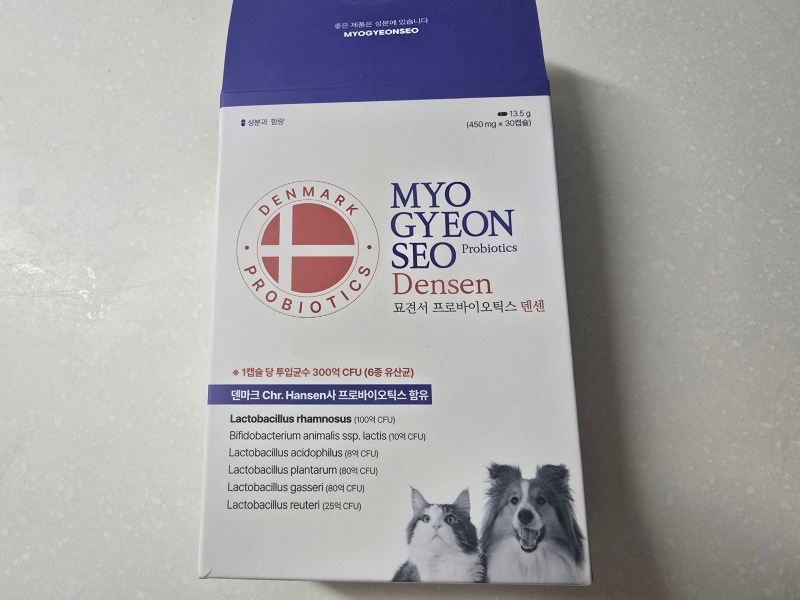 좋은 제품은 성분에 있습니다
MYOGYEONSEO
성분과 함량
13.5 g
(450 mg × 30캡슐)
DENMARK
PROBIOTICS
MYO
GYEON
SEO Probiotics
Densen
묘견서 프로바이오틱스 덴센
※ 1캡슐 당 투입균수 300억 CFU (6종 유산균)
덴마크 Chr. Hansen사 프로바이오틱스 함유
Lactobacillus rhamnosus (100억 CFU)
Bifidobacterium animalis ssp. lactis (10억 CFU)
Lactobacillus acidophilus (8억 CFU)
Lactobacillus plantarum (80억 CFU)
Lactobacillus gasseri (80억 CFU)
Lactobacillus reuteri (25억 CFU)